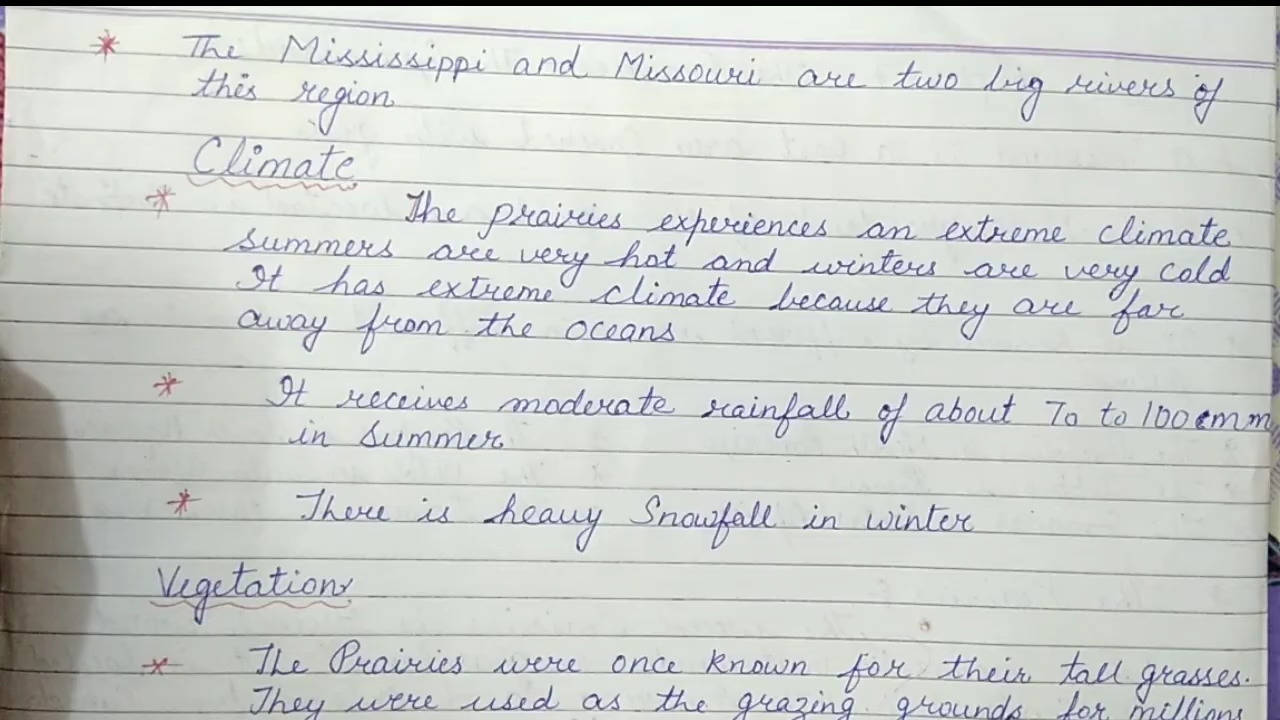 * The Mississippi and Missouri are two big rivers of
this region
Climate
* The prairies experiences an extreme climate
summers are very hot and winters are very cold
It has extreme climate because they are far
away from the oceans
* It receives moderate rainfall of about 70 to 100 cmm
in summer
* There is heavy Snowfall in winter
Vegetation
* The Prairies were once known for their tall grasses.
They were used as the grazing grounds for millions